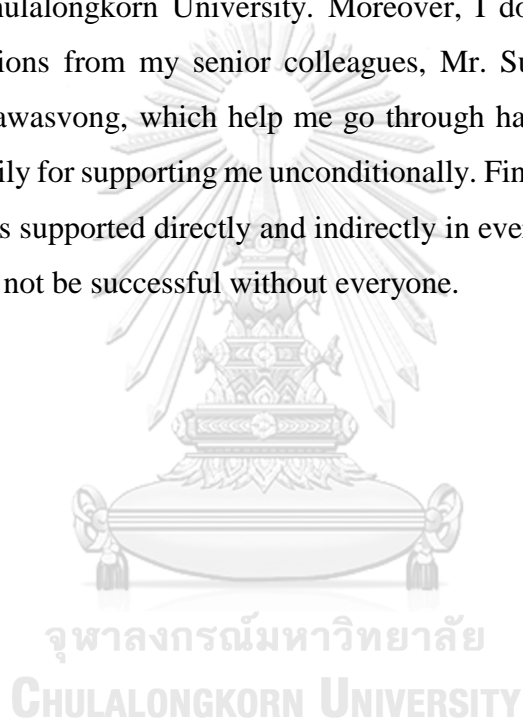 hulalongkorn University. Moreover, I do
ions from my senior colleagues, Mr. Su
awasvong, which help me go through ha
ily for supporting me unconditionally. Fin
s supported directly and indirectly in ever
not be successful without everyone.
จุฬาลงกรณ์มหาวิทยาลัย
CHULALONGKORN UNIVERSITY